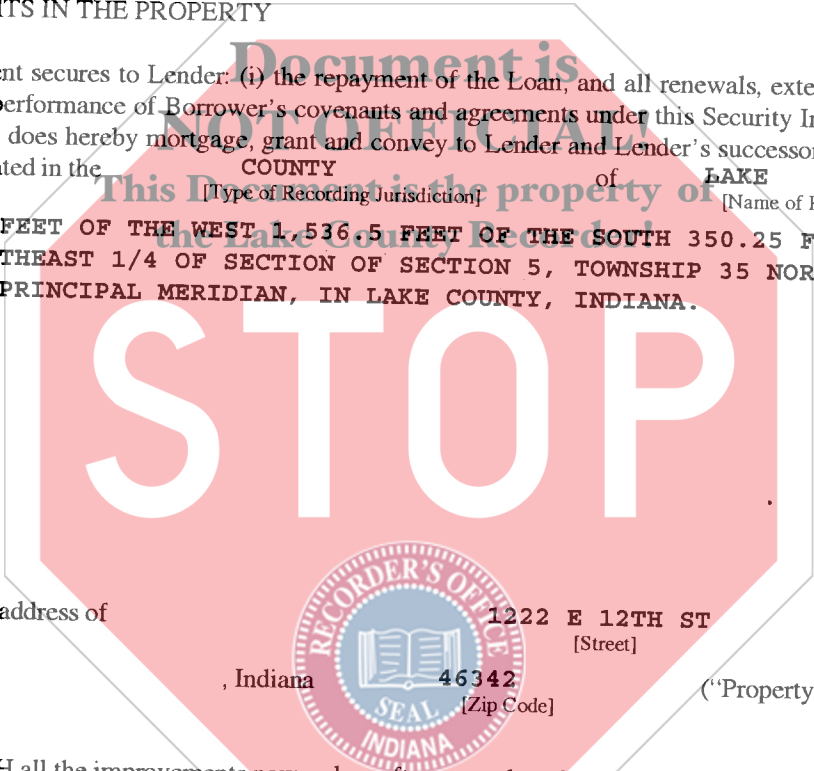 ITS IN THE PROPERTY
Document is
ent secures to Lender: (i) the repayment of the Loan, and all renewals, exte
performance of Borrower's covenants and agreements under this Security In
NOT OFFICIAL!
does hereby mortgage, grant and convey to Lender and Lender's successor
ated in the COUNTY of LAKE
This Document is the property of
[Type of Recording Jurisdiction] [Name of R
FEET OF THE WEST 1,536.5 FEET OF THE SOUTH 350.25 F
the Lake County Recorder!
THEAST 1/4 OF SECTION OF SECTION 5, TOWNSHIP 35 NOR
PRINCIPAL MERIDIAN, IN LAKE COUNTY, INDIANA.
STOP
RECORDER'S OFFICE
address of 1222 E 12TH ST
[Street]
, Indiana 46342 ("Property
[Zip Code]
SEAL
INDIANA
H all the improvements now